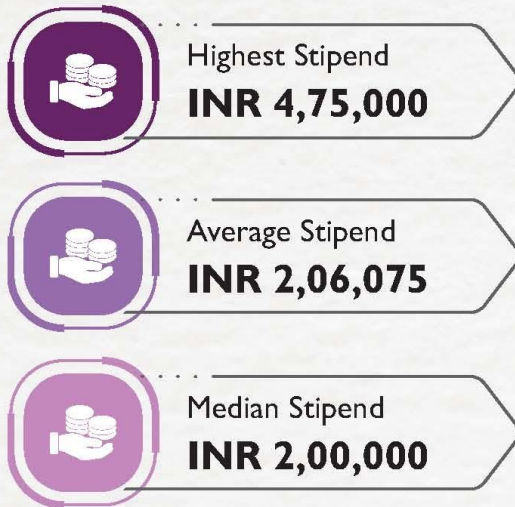 Highest Stipend
INR 4,75,000
Average Stipend
INR 2,06,075
Median Stipend
INR 2,00,000